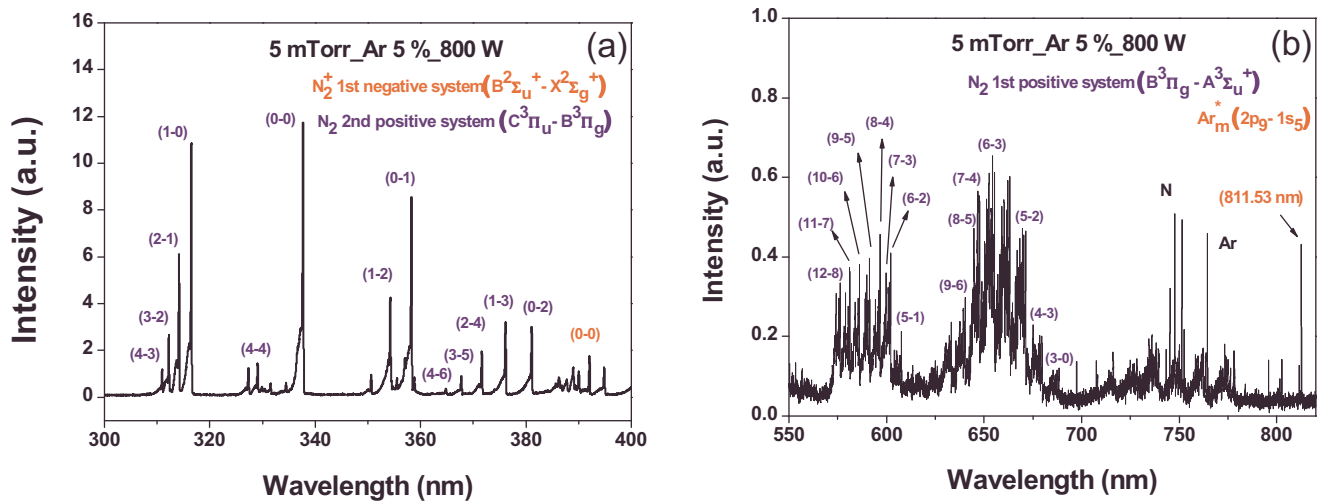 (a)
5 mTorr_Ar 5 %_800 W
N₂⁺ 1st negative system(B²Σᵤ⁺- X²Σg⁺)
N₂ 2nd positive system (C³Πᵤ- B³Πg)
(0-0)
(1-0)
(0-1)
(2-1)
(1-2)
(3-2)
(4-3)
(4-4)
(1-3)
(0-2)
(2-4)
(3-5)
(4-6)
(0-0)
16
14
12
10
8
6
4
2
0
300 320 340 360 380 400
Intensity (a.u.)
Wavelength (nm)
(b)
5 mTorr_Ar 5 %_800 W
N₂ 1st positive system (B³Πg - A³Σᵤ⁺)
Ar*m(2p₉- 1s₅)
(8-4)
(9-5)
(7-3)
(10-6)
(6-2)
(11-7)
(12-8)
(5-1)
(6-3)
(7-4)
(8-5)
(5-2)
(9-6)
(4-3)
(3-0)
N
Ar
(811.53 nm)
1.0
0.8
0.6
0.4
0.2
0.0
550 600 650 700 750 800
Intensity (a.u.)
Wavelength (nm)